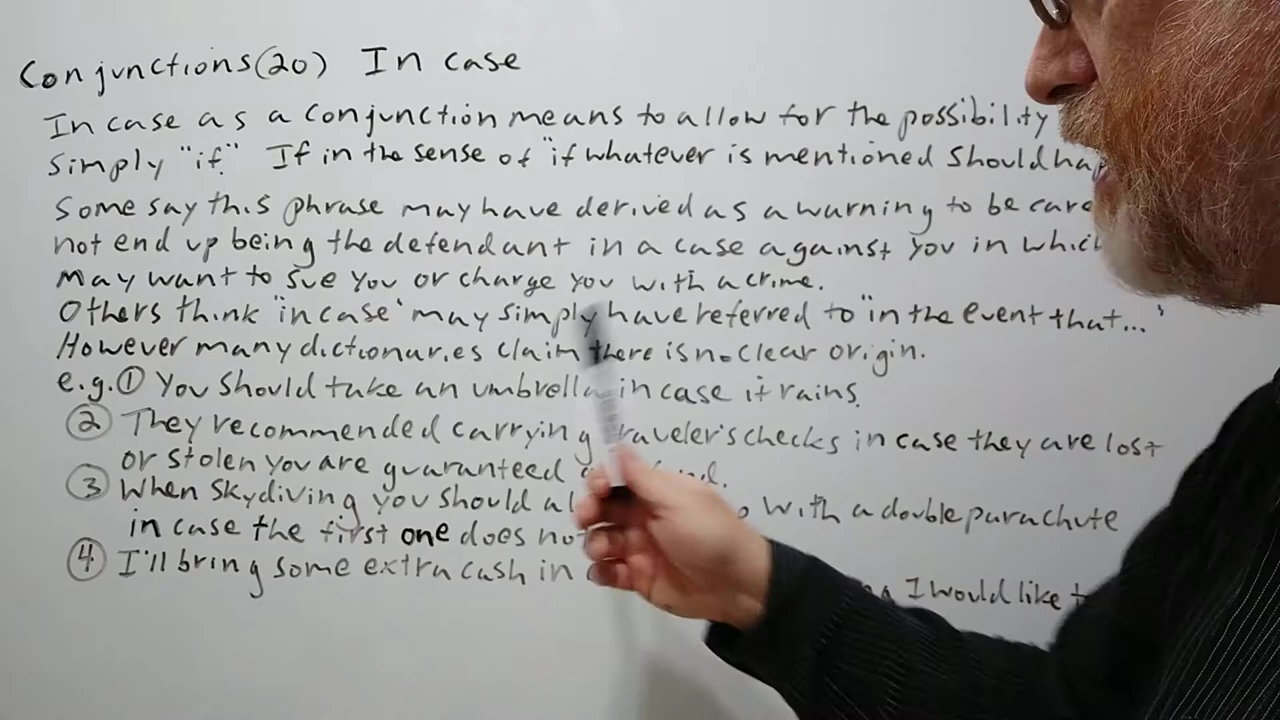 Conjunctions(20) In case
In case as a conjunction means to allow for the possibility
simply "if." If in the sense of "if whatever is mentioned should
Some say this phrase may have derived as a warning to be
not end up being the defendant in a case against you in
may want to sue you or charge you with a crime.
Others think "in case" may simply have referred to "in the event that..."
However many dictionaries claim there is no clear origin.
e.g. ① You should take an umbrella in case it rains.
② They recommended carrying traveler's checks in case they are lost
or stolen you are guaranteed
③ When skydiving you should with a double parachute
in case the first one does
④ I'll bring some extra cash in I would like